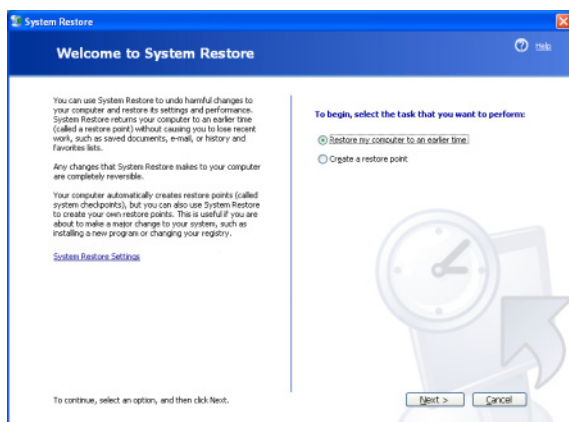 System Restore
Welcome to System Restore
Help
You can use System Restore to undo harmful changes to
your computer and restore its settings and performance.
System Restore returns your computer to an earlier time
(called a restore point) without causing you to lose recent
work, such as saved documents, e-mail, or history and
favorites lists.
Any changes that System Restore makes to your computer
are completely reversible.
Your computer automatically creates restore points (called
system checkpoints), but you can also use System Restore
to create your own restore points. This is useful if you are
about to make a major change to your system, such as
installing a new program or changing your registry.
System Restore Settings
To begin, select the task that you want to perform:
Restore my computer to an earlier time
Create a restore point
To continue, select an option, and then click Next.
Next >
Cancel